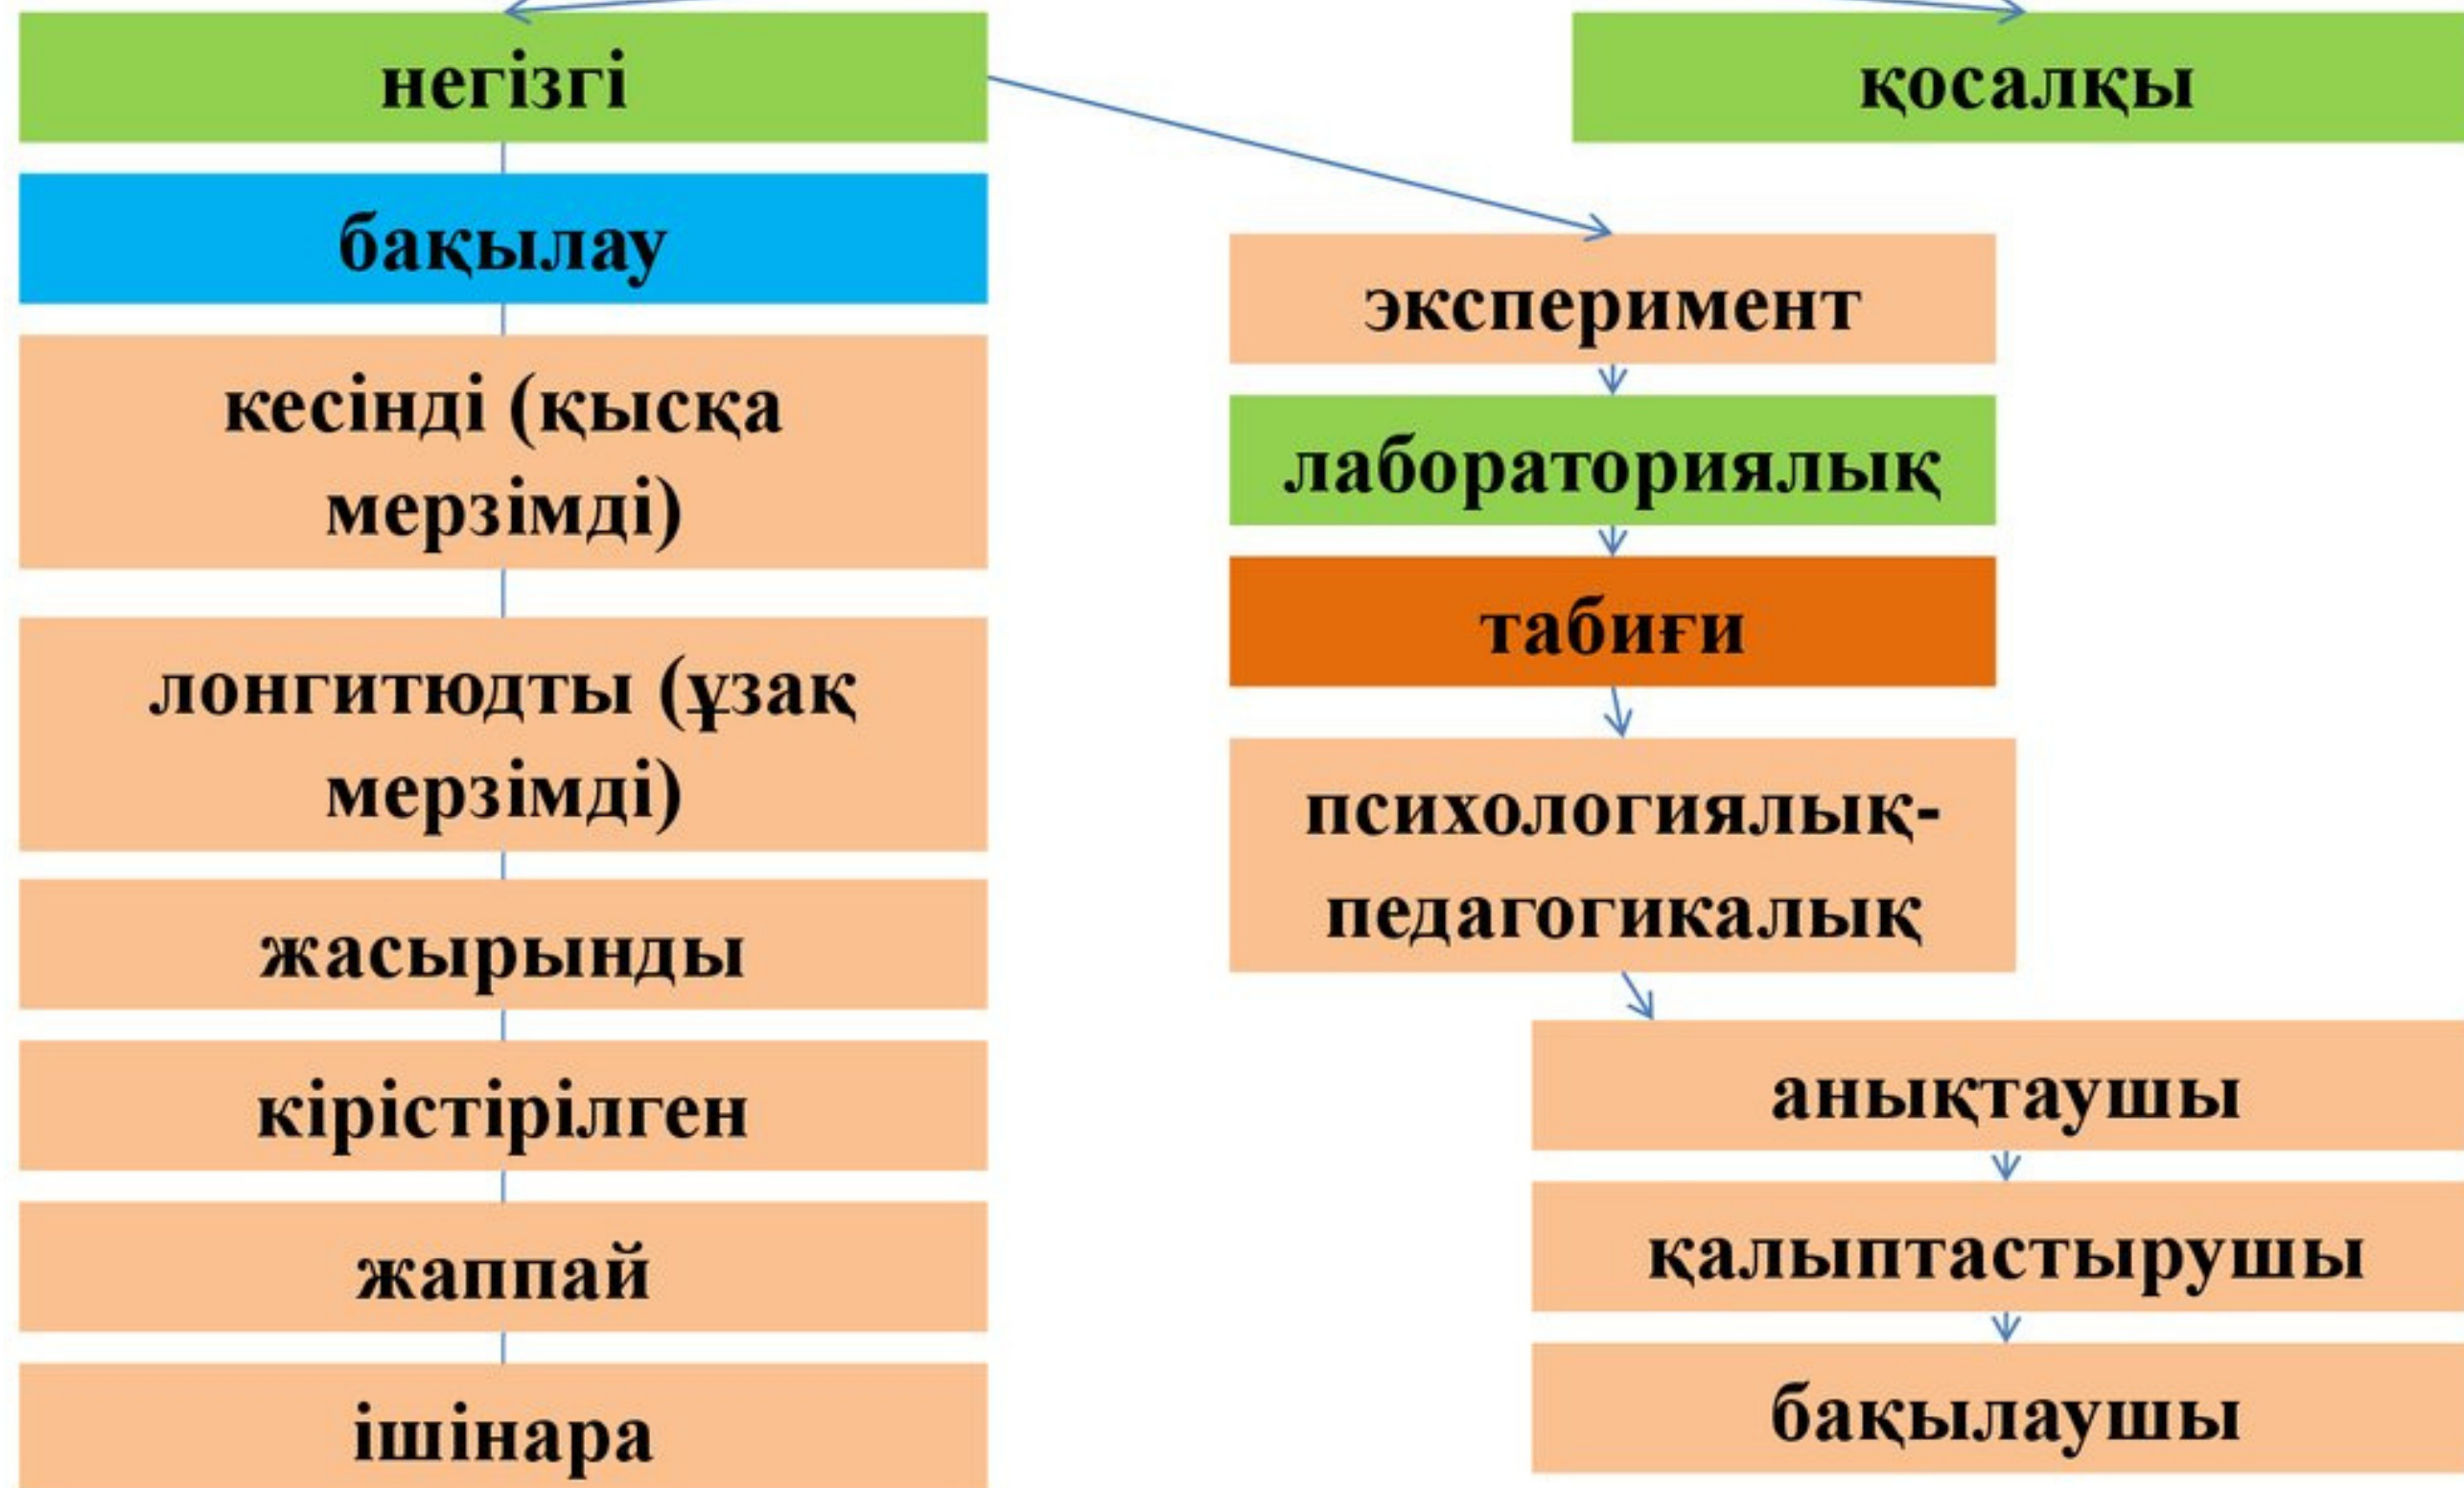 негізгі
қосалқы
бақылау
кесінді (қысқа
мерзімді)
лонгитюдты (ұзақ
мерзімді)
жасырынды
кірістірілген
жаппай
ішінара
эксперимент
лабораториялық
табиғи
психологиялық-
педагогикалық
анықтаушы
қалыптастырушы
бақылаушы